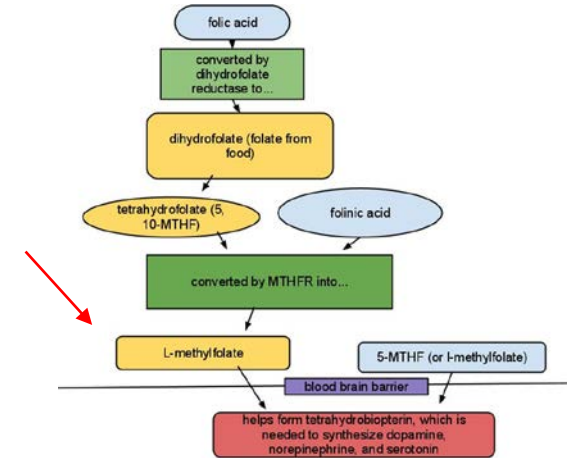 folic acid
converted by
dihydrofolate
reductase to...
dihydrofolate (folate from
food)
tetrahydrofolate (5,
10-MTHF)
folinic acid
converted by MTHFR into...
L-methylfolate
5-MTHF (or l-methylfolate)
blood brain barrier
helps form tetrahydrobiopterin, which is
needed to synthesize dopamine,
norepinephrine, and serotonin